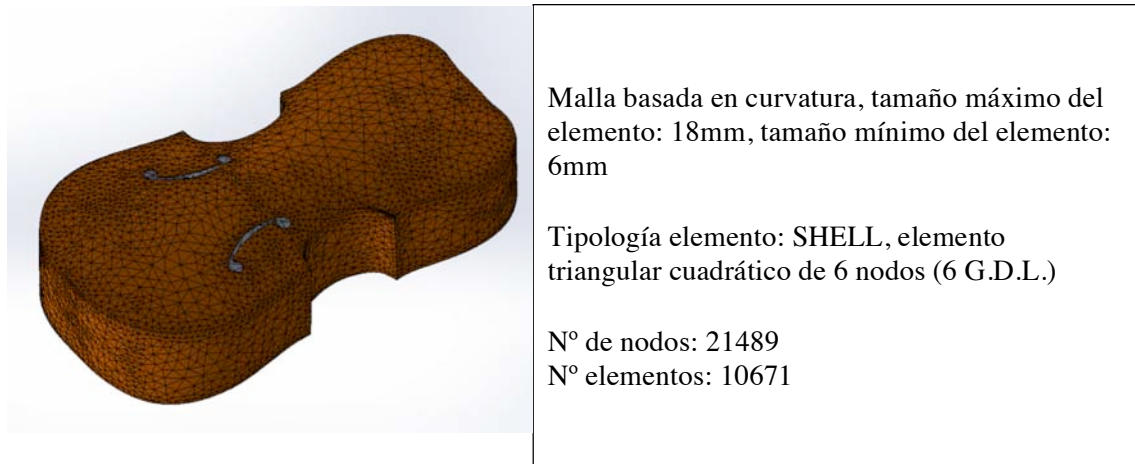 Malla basada en curvatura, tamaño máximo del
elemento: 18mm, tamaño mínimo del elemento:
6mm
Tipología elemento: SHELL, elemento
triangular cuadrático de 6 nodos (6 G.D.L.)
Nº de nodos: 21489
Nº elementos: 10671